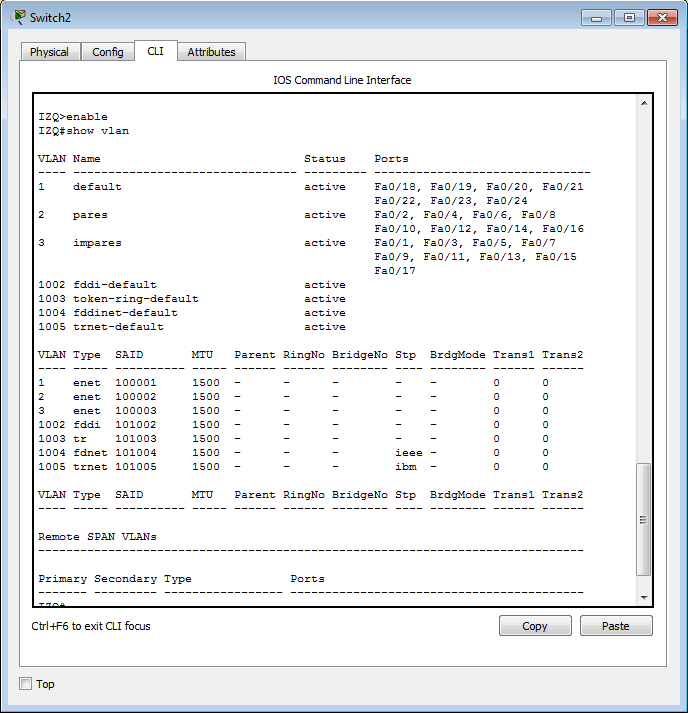 Switch2
Physical Config CLI Attributes
IOS Command Line Interface
IZQ>enable
IZQ#show vlan
VLAN Name                             Status    Ports
---- -------------------------------- --------- -------------------------------
1    default                          active    Fa0/18, Fa0/19, Fa0/20, Fa0/21
                                                Fa0/22, Fa0/23, Fa0/24
2    pares                            active    Fa0/2, Fa0/4, Fa0/6, Fa0/8
                                                Fa0/10, Fa0/12, Fa0/14, Fa0/16
3    impares                          active    Fa0/1, Fa0/3, Fa0/5, Fa0/7
                                                Fa0/9, Fa0/11, Fa0/13, Fa0/15
                                                Fa0/17
1002 fddi-default                     active
1003 token-ring-default               active
1004 fddinet-default                  active
1005 trnet-default                    active
VLAN Type  SAID       MTU   Parent RingNo BridgeNo Stp  BrdgMode Trans1 Trans2
---- ----- ---------- ----- ------ ------ -------- ---- -------- ------ ------
1    enet  100001     1500  -      -      -        -    -        0      0
2    enet  100002     1500  -      -      -        -    -        0      0
3    enet  100003     1500  -      -      -        -    -        0      0
1002 fddi  101002     1500  -      -      -        -    -        0      0
1003 tr    101003     1500  -      -      -        -    -        0      0
1004 fdnet 101004     1500  -      -      -        ieee -        0      0
1005 trnet 101005     1500  -      -      -        ibm  -        0      0
VLAN Type  SAID       MTU   Parent RingNo BridgeNo Stp  BrdgMode Trans1 Trans2
---- ----- ---------- ----- ------ ------ -------- ---- -------- ------ ------
Remote SPAN VLANs
------------------------------------------------------------------------------
Primary Secondary Type              Ports
------- --------- ----------------- ------------------------------------------
IZQ#
Ctrl+F6 to exit CLI focus
Copy Paste
Top